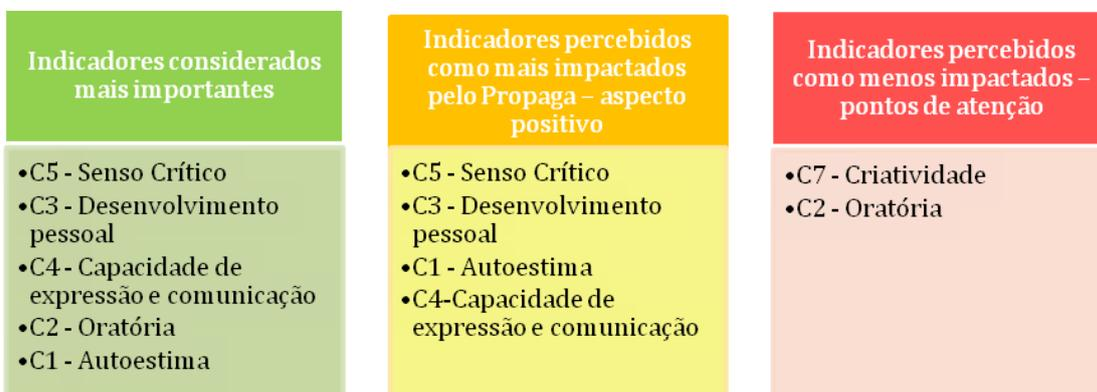 Indicadores considerados
mais importantes
•C5 - Senso Crítico
•C3 - Desenvolvimento
pessoal
•C4 - Capacidade de
expressão e comunicação
•C2 - Oratória
•C1 - Autoestima
Indicadores percebidos
como mais impactados
pelo Propaga – aspecto
positivo
•C5 - Senso Crítico
•C3 - Desenvolvimento
pessoal
•C1 - Autoestima
•C4-Capacidade de
expressão e comunicação
Indicadores percebidos
como menos impactados –
pontos de atenção
•C7 - Criatividade
•C2 - Oratória